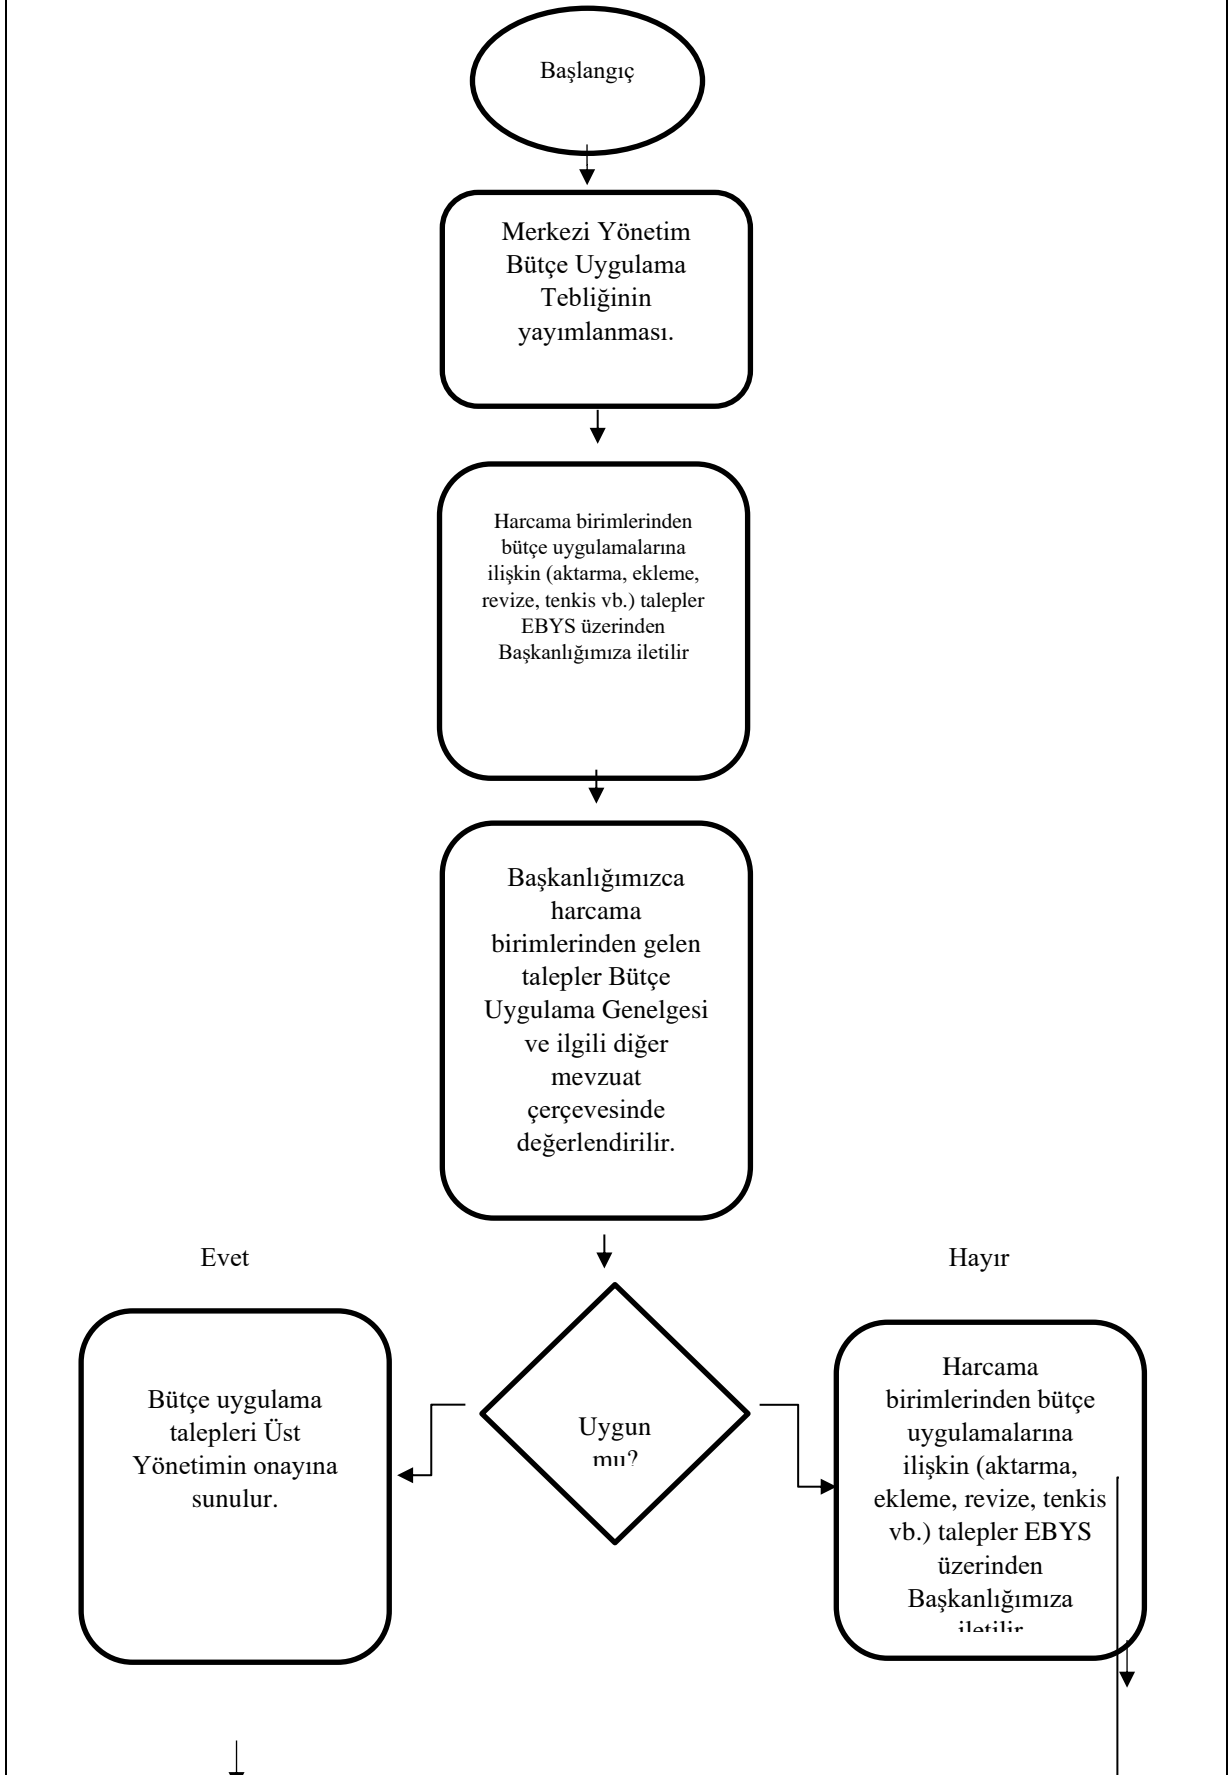 Başlangıç
Merkezi Yönetim
Bütçe Uygulama
Tebliğinin
yayımlanması.
Harcama birimlerinden
bütçe uygulamalarına
ilişkin (aktarma, ekleme,
revize, tenkis vb.) talepler
EBYS üzerinden
Başkanlığımıza iletilir
Başkanlığımızca
harcama
birimlerinden gelen
talepler Bütçe
Uygulama Genelgesi
ve ilgili diğer
mevzuat
çerçevesinde
değerlendirilir.
Evet
Hayır
Bütçe uygulama
talepleri Üst
Yönetimin onayına
sunulur.
Uygun
mu?
Harcama
birimlerinden bütçe
uygulamalarına
ilişkin (aktarma,
ekleme, revize, tenkis
vb.) talepler EBYS
üzerinden
Başkanlığımıza
iletilir